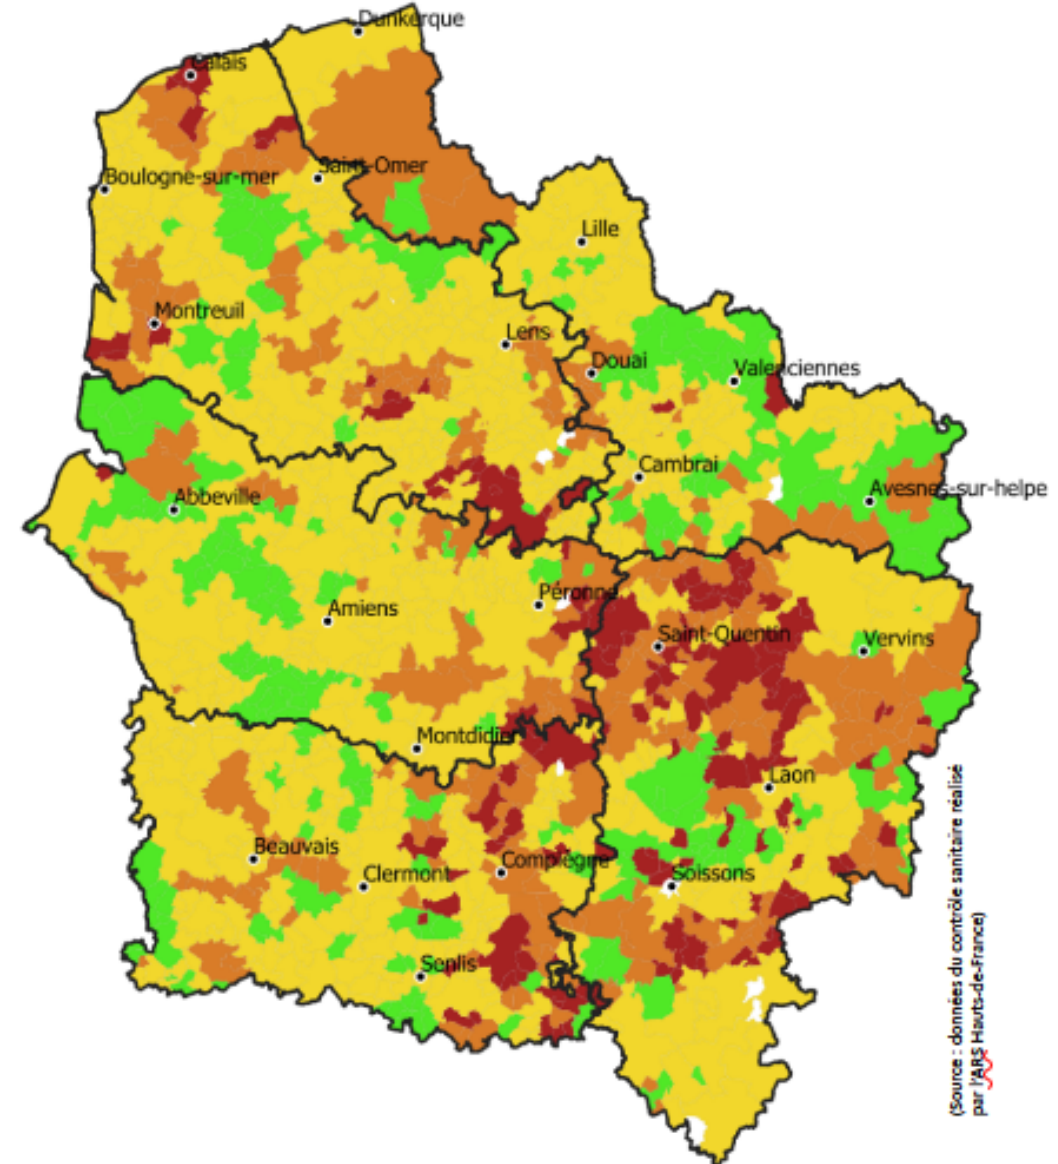 Dunkerque
Calais
Saint-Omer
Boulogne-sur-mer
Lille
Montreuil
Lens
Douai
Valenciennes
Cambrai
Avesnes-sur-helpe
Abbeville
Péronne
Amiens
Saint-Quentin
Vervins
Montdidier
Laon
Beauvais
Clermont
Compiègne
Soissons
Senlis
(Source : données du contrôle sanitaire réalisé
par l'ARS Hauts-de-France)